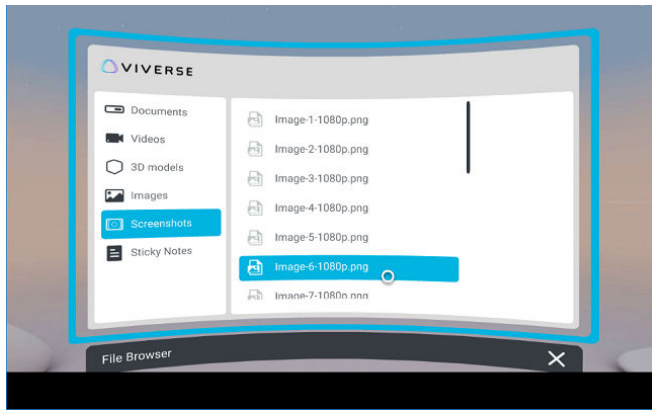 VIVERSE
Documents
Videos
3D models
Images
Screenshots
Sticky Notes
Image-1-1080p.png
Image-2-1080p.png
Image-3-1080p.png
Image-4-1080p.png
Image-5-1080p.png
Image-6-1080p.png
Image-7-1080p.png
File Browser